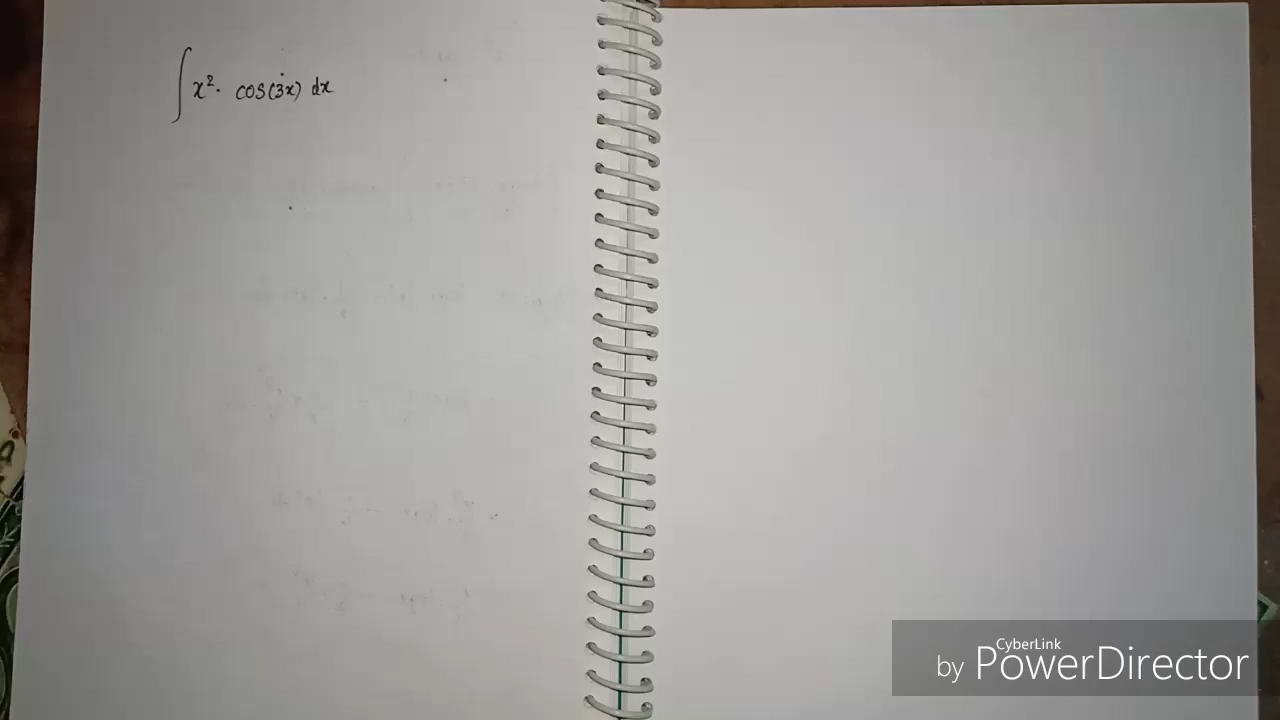 ∫ x². cos(3x) dx
CyberLink
by PowerDirector